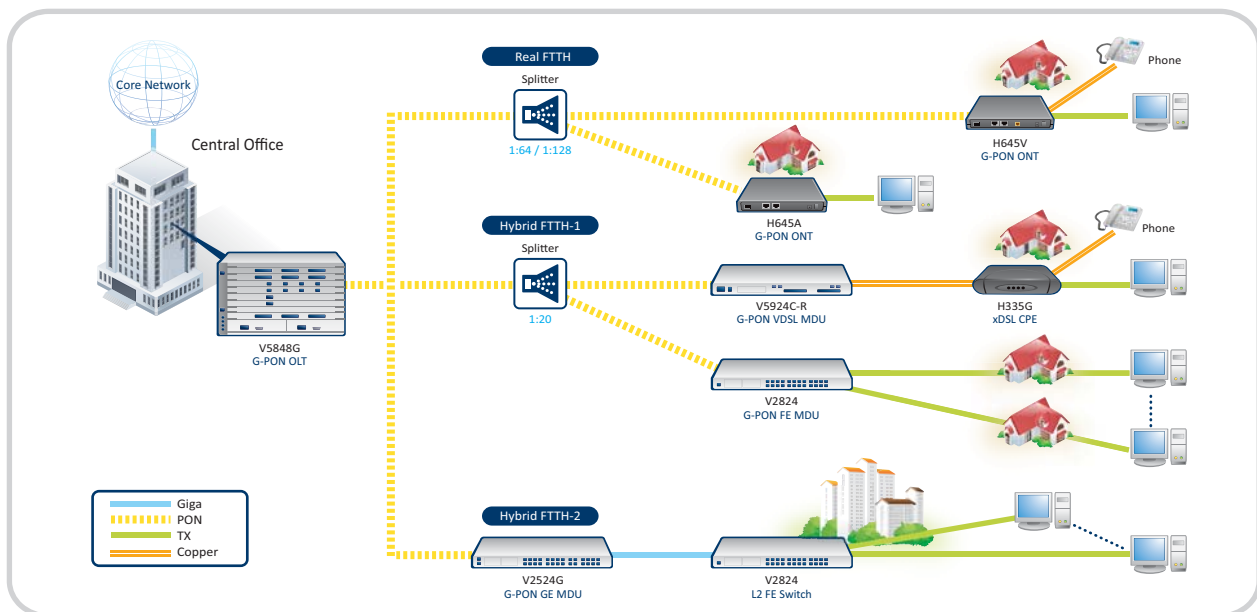 Core Network
Central Office
V5848G
G-PON OLT
Real FTTH
Splitter
1:64 / 1:128
H645V
G-PON ONT
Phone
H645A
G-PON ONT
Hybrid FTTH-1
Splitter
1:20
V5924C-R
G-PON VDSL MDU
H335G
xDSL CPE
Phone
V2824
G-PON FE MDU
Hybrid FTTH-2
V2524G
G-PON GE MDU
V2824
L2 FE Switch
Giga
PON
TX
Copper